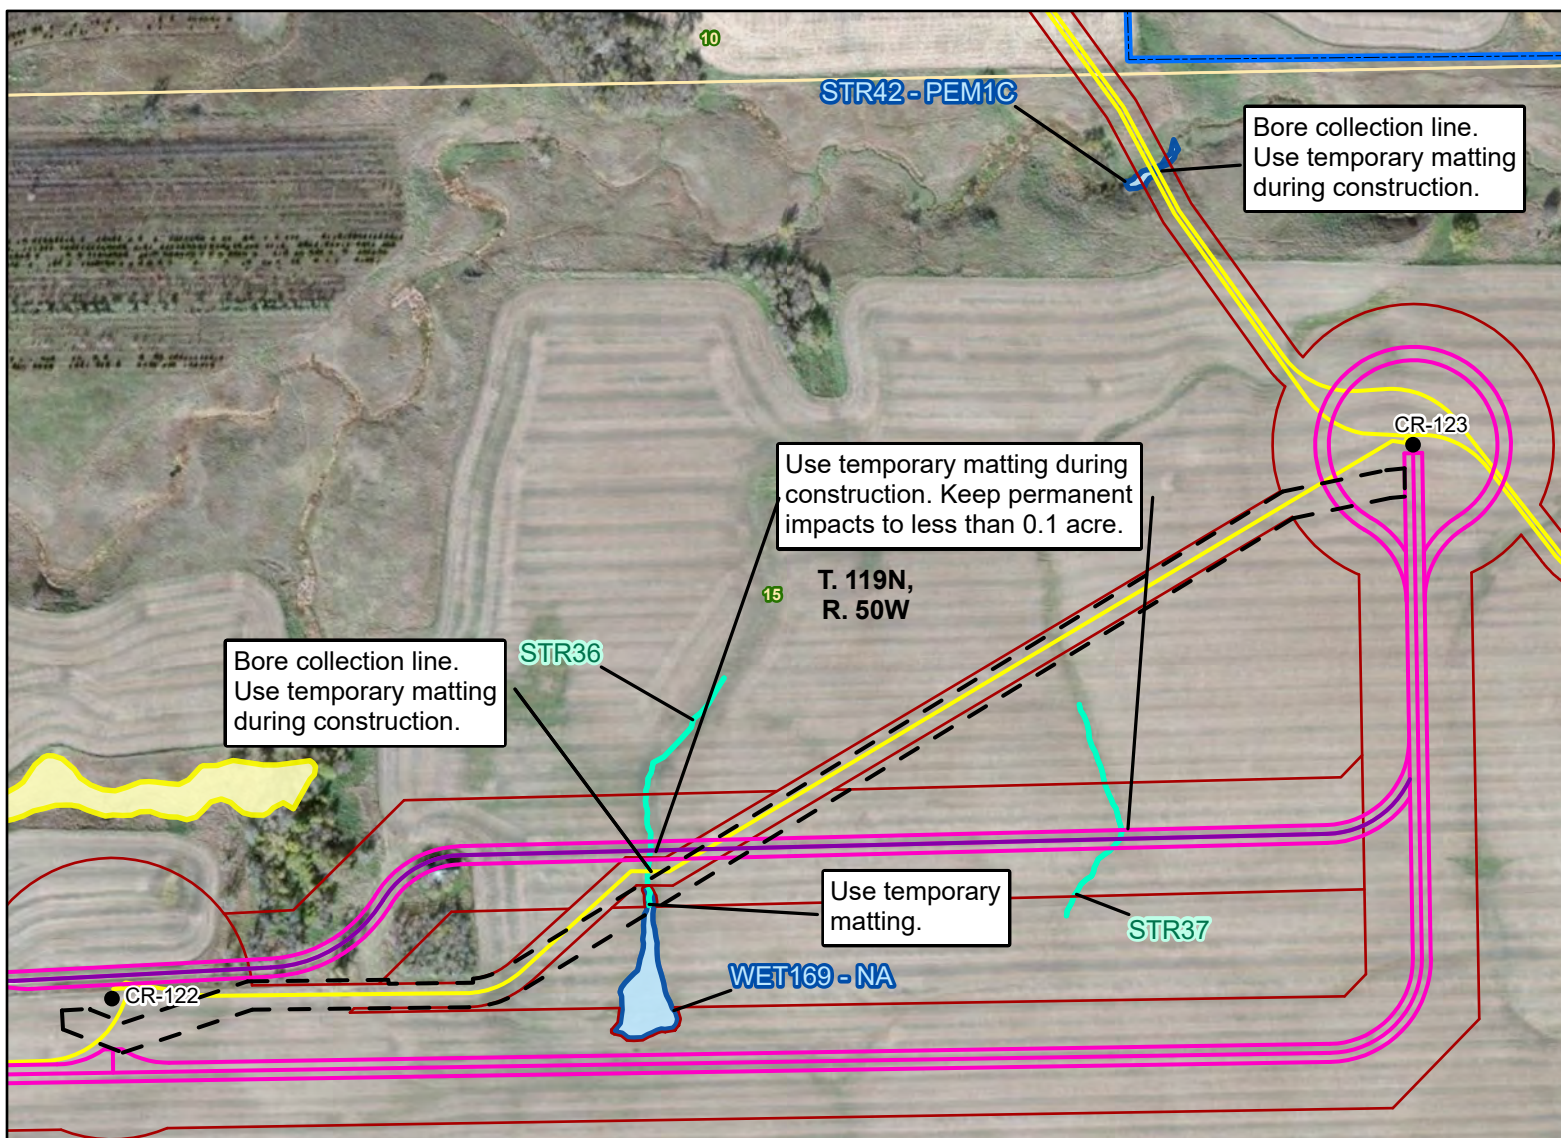 10
STR42 - PEM1C
Bore collection line.
Use temporary matting
during construction.
CR-123
Use temporary matting during
construction. Keep permanent
impacts to less than 0.1 acre.
15
T. 119N,
R. 50W
Bore collection line.
Use temporary matting
during construction.
STR36
Use temporary
matting.
STR37
WET169 - NA
CR-122